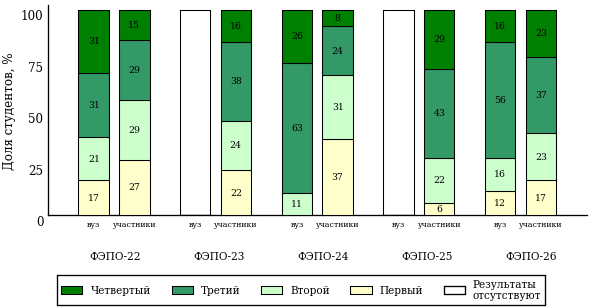 100
75
50
25
0
Доля студентов, %
31 15 16 26 8 29 16 23
31 29 38 63 24 43 56 37
21 29 24 11 31 22 16 23
17 27 22 37 6 12 17
вуз участники вуз участники вуз участники вуз участники вуз участники
ФЭПО-22 ФЭПО-23 ФЭПО-24 ФЭПО-25 ФЭПО-26
Четвертый Третий Второй Первый Результаты
отсутствуют